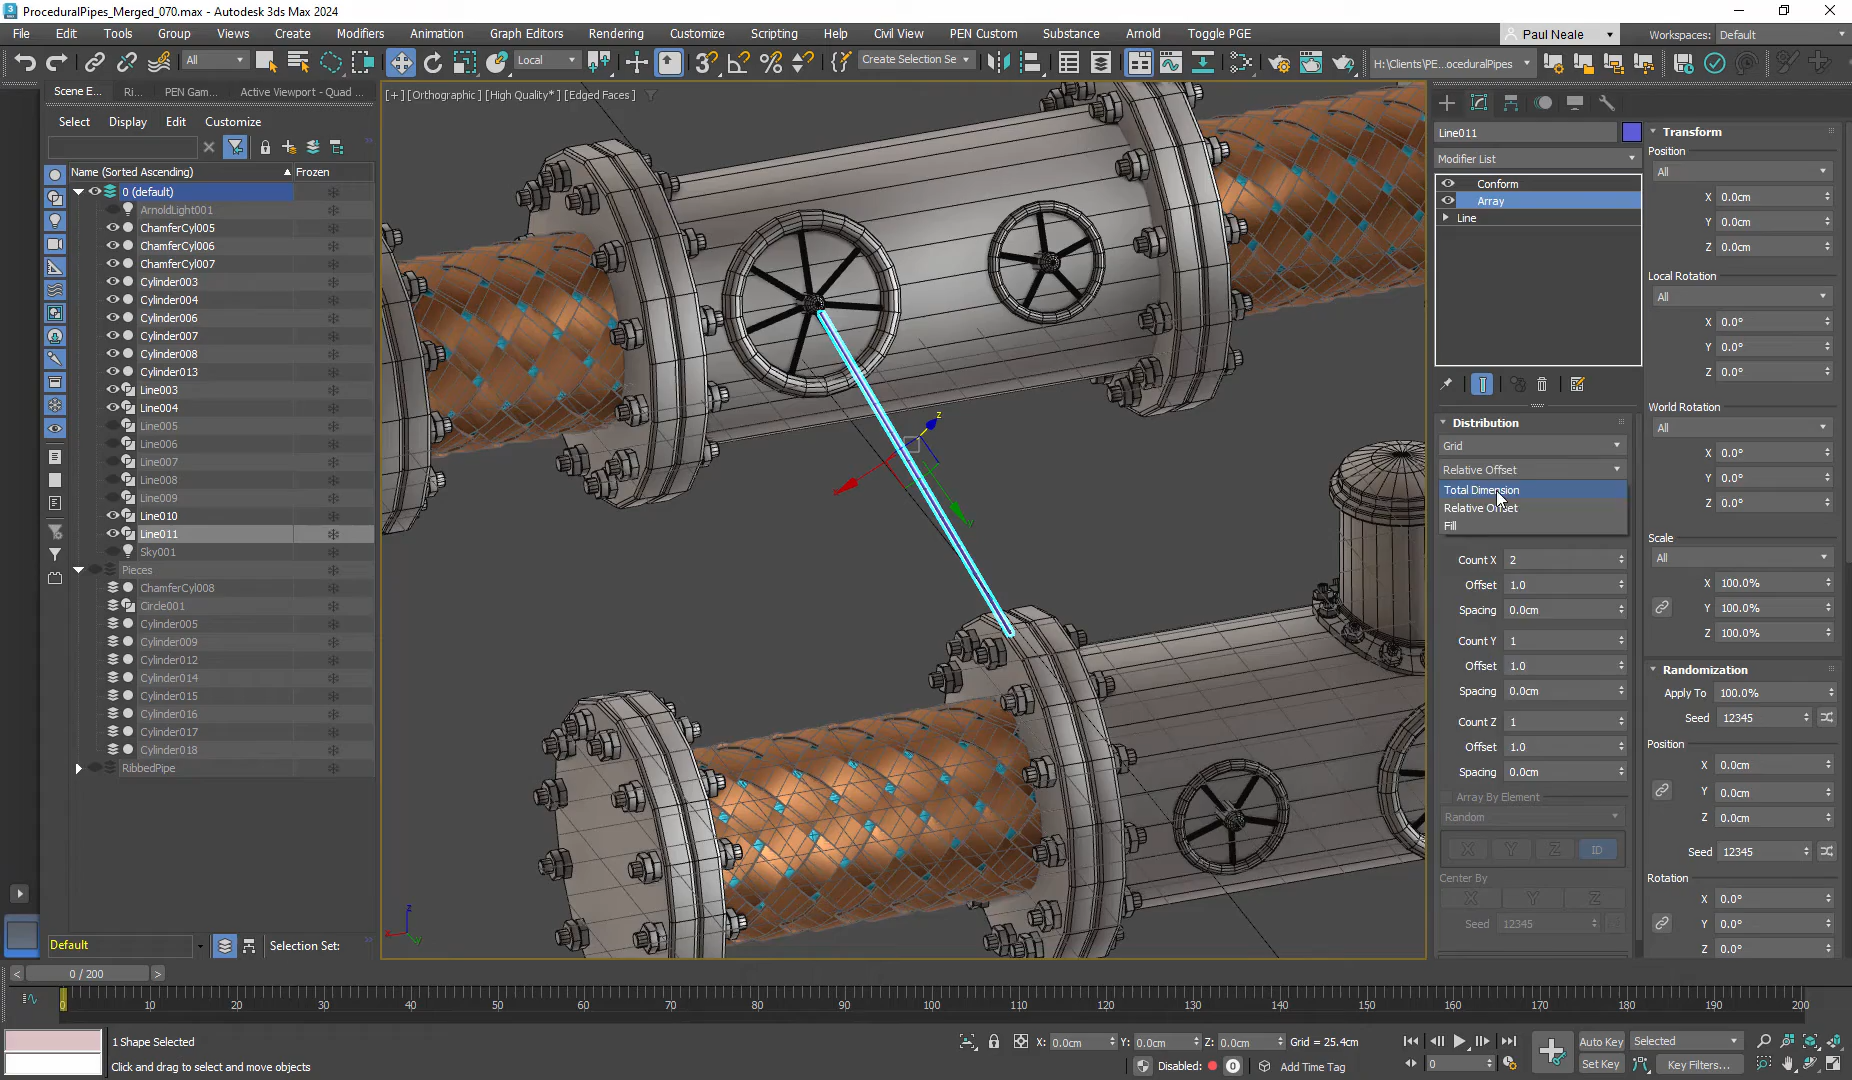 ProceduralPipes_Merged_070.max - Autodesk 3ds Max 2024
File Edit Tools Group Views Create Modifiers Animation Graph Editors Rendering Customize Scripting Help Civil View PEN Custom Substance Arnold Toggle PGE Paul Neale Workspaces: Default
All Local Create Selection Se H:\Clients\PE...oceduralPipes
Scene E... Ri... PEN Gam... Active Viewport - Quad ...
[+] [Orthographic] [High Quality*] [Edged Faces]
Select Display Edit Customize
Name (Sorted Ascending) Frozen
0 (default)
ArnoldLight001
ChamferCyl005
ChamferCyl006
ChamferCyl007
Cylinder003
Cylinder004
Cylinder006
Cylinder007
Cylinder008
Cylinder013
Line003
Line004
Line005
Line006
Line007
Line008
Line009
Line010
Line011
Sky001
Pieces
ChamferCyl008
Circle001
Cylinder005
Cylinder009
Cylinder012
Cylinder014
Cylinder015
Cylinder016
Cylinder017
Cylinder018
RibbedPipe
Default Selection Set:
z
x
y
Line011
Modifier List
Conform
Array
Line
Distribution
Grid
Relative Offset
Total Dimension
Relative Offset
Fill
Count X 2
Offset 1.0
Spacing 0.0cm
Count Y 1
Offset 1.0
Spacing 0.0cm
Count Z 1
Offset 1.0
Spacing 0.0cm
Array By Element
Random
X Y Z ID
Center By
X Y Z
Seed 12345
Transform
Position
All
X 0.0cm
Y 0.0cm
Z 0.0cm
Local Rotation
All
X 0.0°
Y 0.0°
Z 0.0°
World Rotation
All
X 0.0°
Y 0.0°
Z 0.0°
Scale
All
X 100.0%
Y 100.0%
Z 100.0%
Randomization
Apply To 100.0%
Seed 12345
Position
X 0.0cm
Y 0.0cm
Z 0.0cm
Seed 12345
Rotation
X 0.0°
Y 0.0°
Z 0.0°
< 0 / 200 >
0 10 20 30 40 50 60 70 80 90 100 110 120 130 140 150 160 170 180 190 200
1 Shape Selected X: 0.0cm Y: 0.0cm Z: 0.0cm Grid = 25.4cm Auto Key Selected
Click and drag to select and move objects Disabled: 0 Add Time Tag 0 Set Key Key Filters...